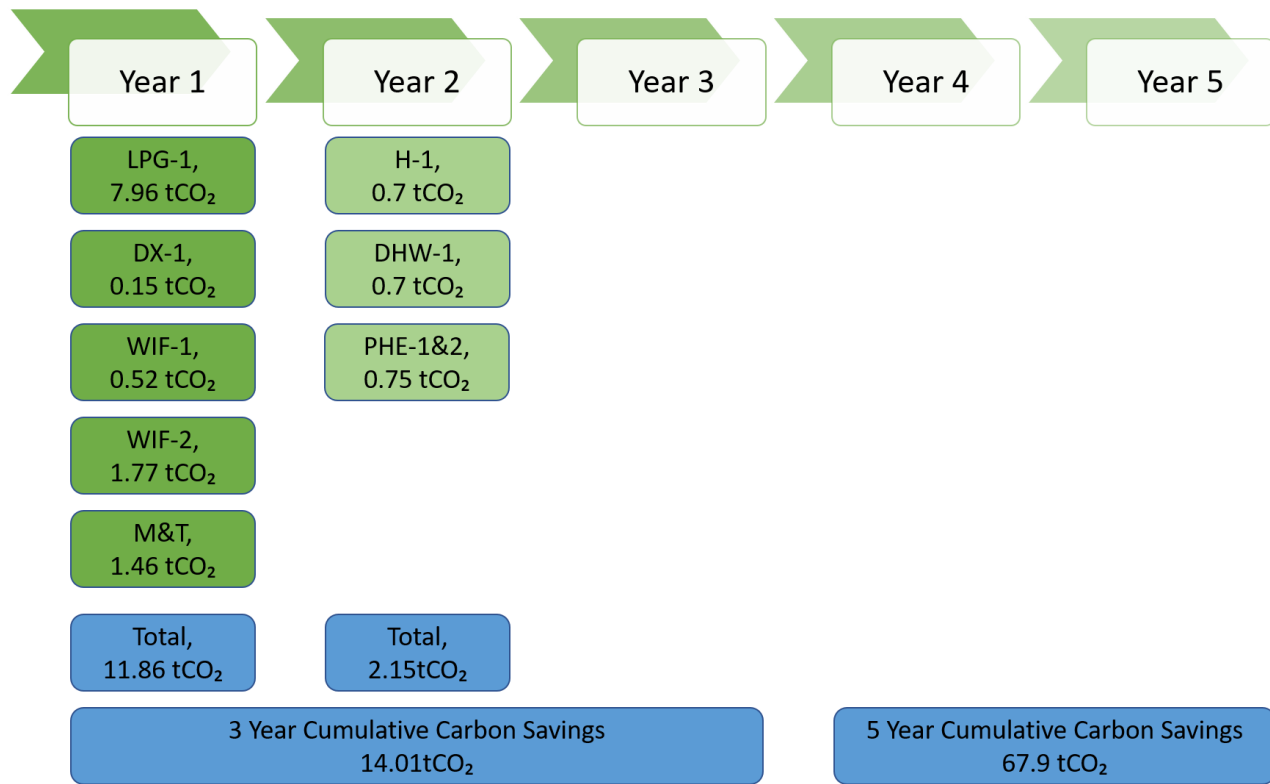 Year 1
Year 2
Year 3
Year 4
Year 5
LPG-1,
7.96 tCO₂
H-1,
0.7 tCO₂
DX-1,
0.15 tCO₂
DHW-1,
0.7 tCO₂
WIF-1,
0.52 tCO₂
PHE-1&2,
0.75 tCO₂
WIF-2,
1.77 tCO₂
M&T,
1.46 tCO₂
Total,
11.86 tCO₂
Total,
2.15tCO₂
3 Year Cumulative Carbon Savings
14.01tCO₂
5 Year Cumulative Carbon Savings
67.9 tCO₂